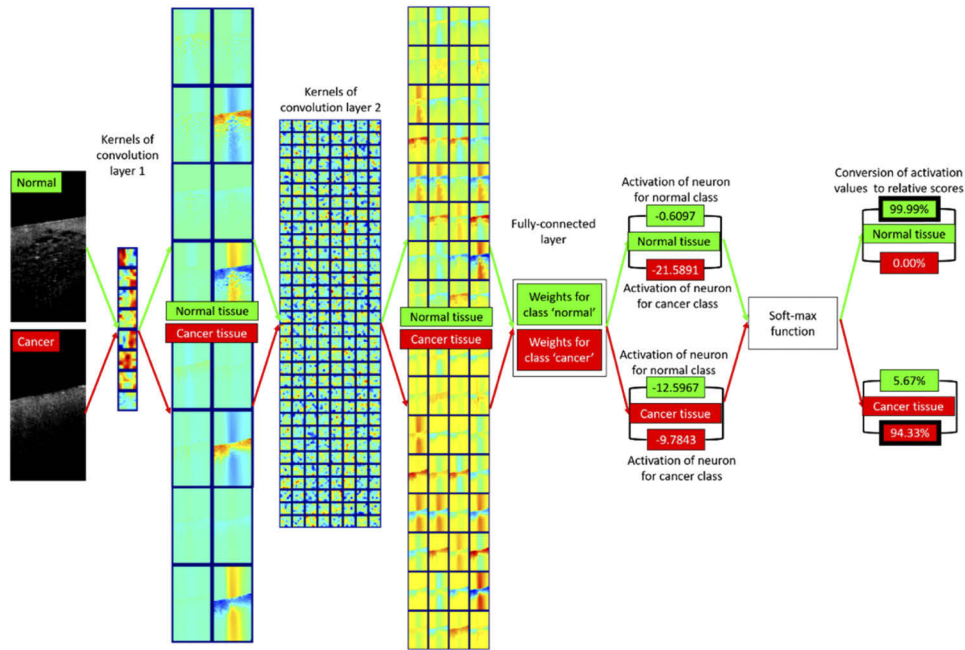 Normal
Cancer
Kernels of
convolution
layer 1
Normal tissue
Cancer tissue
Kernels of
convolution layer 2
Normal tissue
Cancer tissue
Fully-connected
layer
Weights for
class 'normal'
Weights for
class 'cancer'
Activation of neuron
for normal class
-0.6097
Normal tissue
-21.5891
Activation of neuron
for cancer class
Activation of neuron
for normal class
-12.5967
Cancer tissue
-9.7843
Activation of neuron
for cancer class
Soft-max
function
Conversion of activation
values to relative scores
99.99%
Normal tissue
0.00%
5.67%
Cancer tissue
94.33%